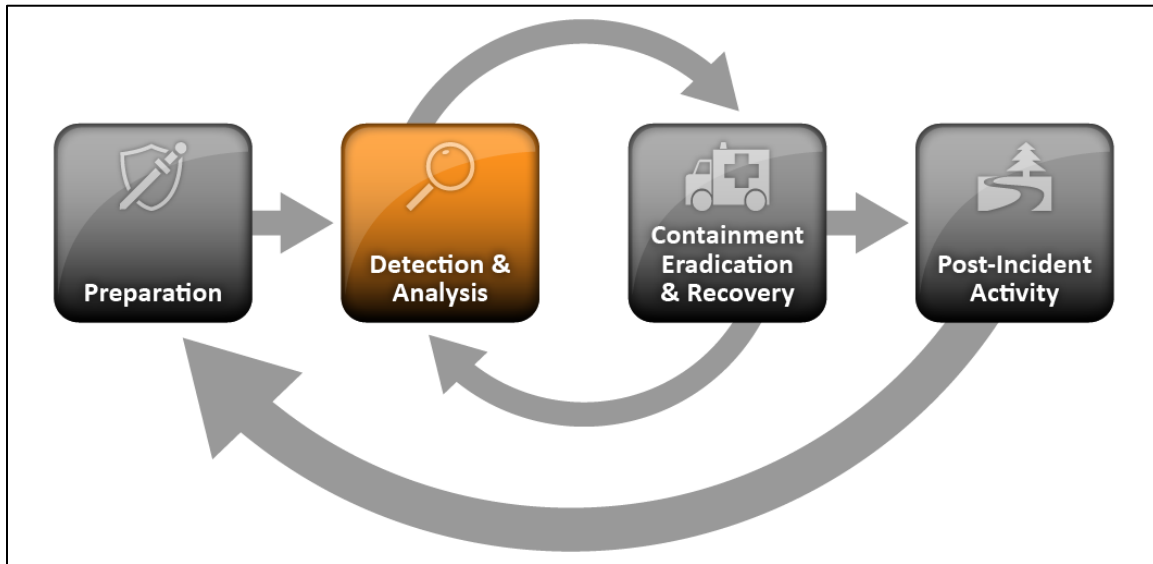 Preparation
Detection &
Analysis
Containment
Eradication
& Recovery
Post-Incident
Activity